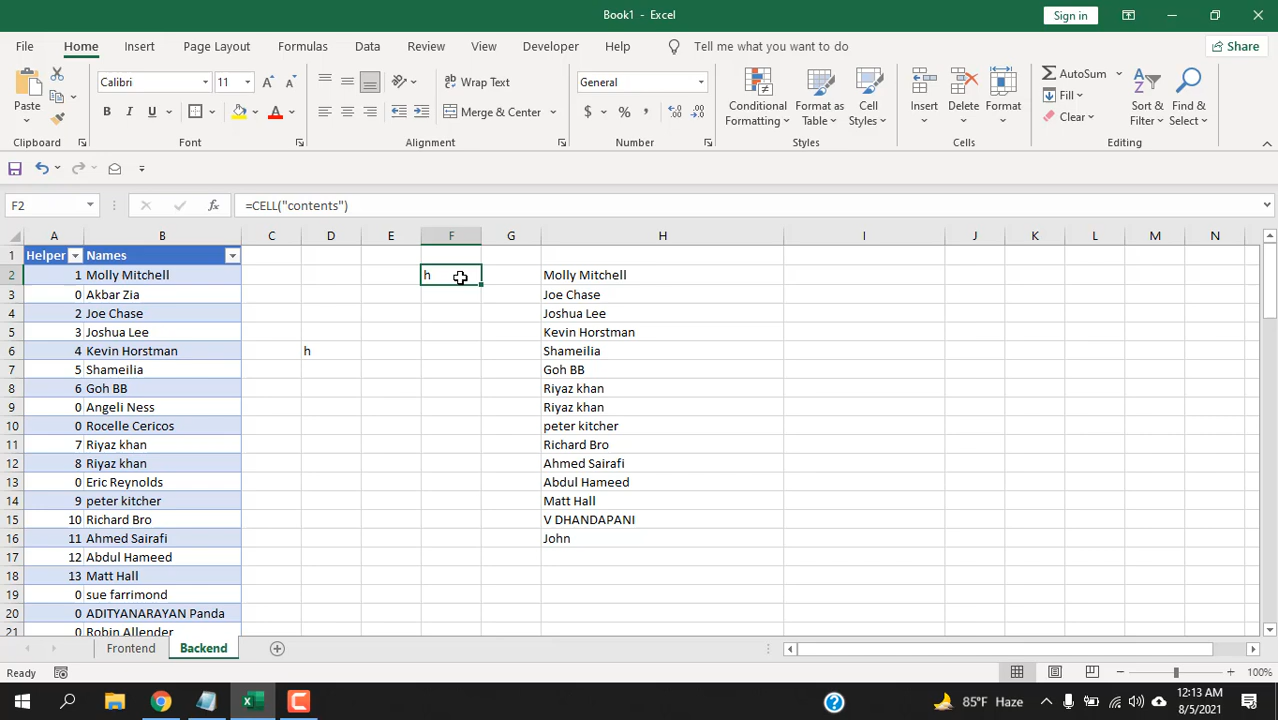 Book1 - Excel
Sign in
File Home Insert Page Layout Formulas Data Review View Developer Help Tell me what you want to do Share
Paste
Calibri 11
Wrap Text
Merge & Center
General
Conditional Formatting
Format as Table
Cell Styles
Insert
Delete
Format
AutoSum
Fill
Clear
Sort & Filter
Find & Select
Clipboard Font Alignment Number Styles Cells Editing
F2 =CELL("contents")
A B C D E F G H I J K L M N
1 Helper Names
2 1 Molly Mitchell h Molly Mitchell
3 0 Akbar Zia Joe Chase
4 2 Joe Chase Joshua Lee
5 3 Joshua Lee Kevin Horstman
6 4 Kevin Horstman h Shameilia
7 5 Shameilia Goh BB
8 6 Goh BB Riyaz khan
9 0 Angeli Ness Riyaz khan
10 0 Rocelle Cericos peter kitcher
11 7 Riyaz khan Richard Bro
12 8 Riyaz khan Ahmed Sairafi
13 0 Eric Reynolds Abdul Hameed
14 9 peter kitcher Matt Hall
15 10 Richard Bro V DHANDAPANI
16 11 Ahmed Sairafi John
17 12 Abdul Hameed
18 13 Matt Hall
19 0 sue farrimond
20 0 ADITYANARAYAN Panda
21 0 Robin Allender
Frontend Backend
Ready 100%
85°F Haze
12:13 AM
8/5/2021